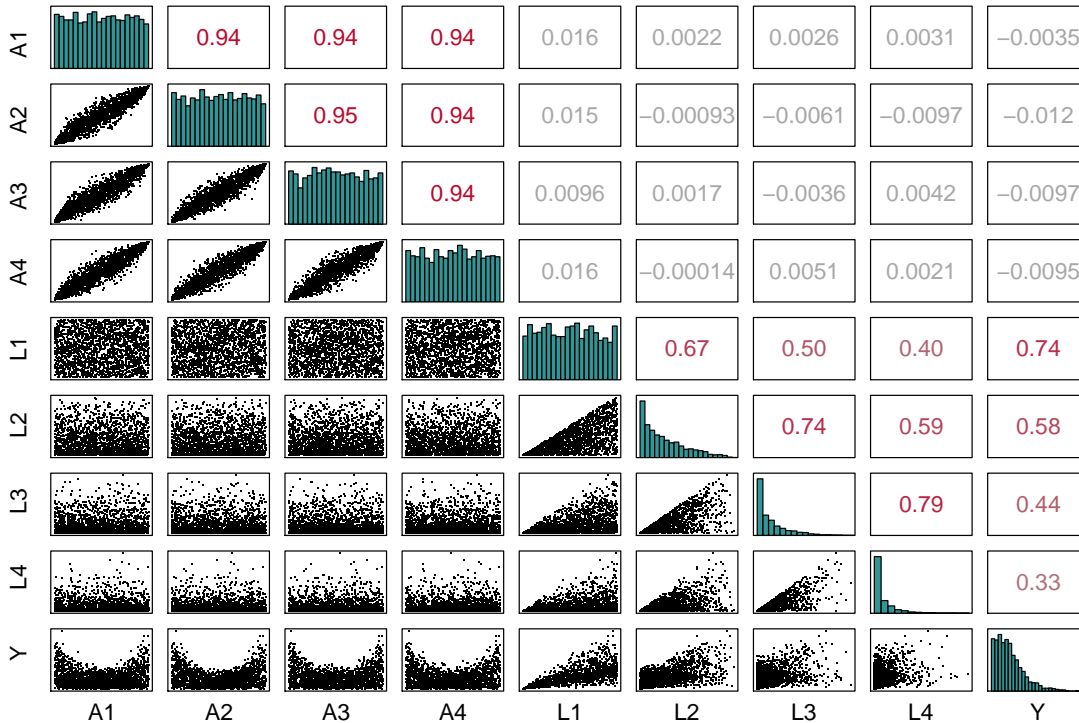 A1 0.94 0.94 0.94 0.016 0.0022 0.0026 0.0031 −0.0035
A2 0.95 0.94 0.015 −0.00093 −0.0061 −0.0097 −0.012
A3 0.94 0.0096 0.0017 −0.0036 0.0042 −0.0097
A4 0.016 −0.00014 0.0051 0.0021 −0.0095
L1 0.67 0.50 0.40 0.74
L2 0.74 0.59 0.58
L3 0.79 0.44
L4 0.33
Y
A1 A2 A3 A4 L1 L2 L3 L4 Y